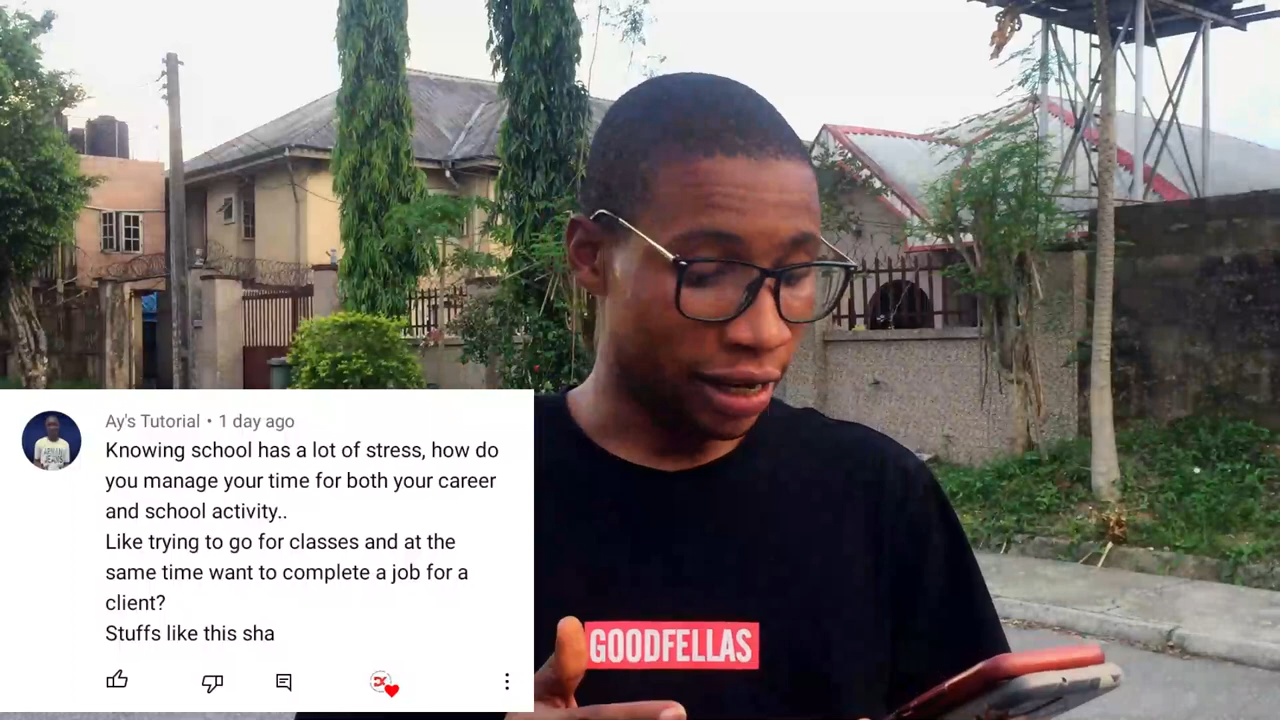 Ay's Tutorial • 1 day ago
Knowing school has a lot of stress, how do
you manage your time for both your career
and school activity..
Like trying to go for classes and at the
same time want to complete a job for a
client?
Stuffs like this sha
GOODFELLAS